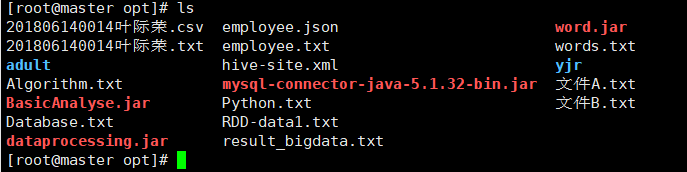 [root@master opt]# ls
201806140014叶际荣.csv employee.json word.jar
201806140014叶际荣.txt employee.txt words.txt
adult hive-site.xml yjr
Algorithm.txt mysql-connector-java-5.1.32-bin.jar 文件A.txt
BasicAnalyse.jar Python.txt 文件B.txt
Database.txt RDD-data1.txt
dataprocessing.jar result_bigdata.txt
[root@master opt]#